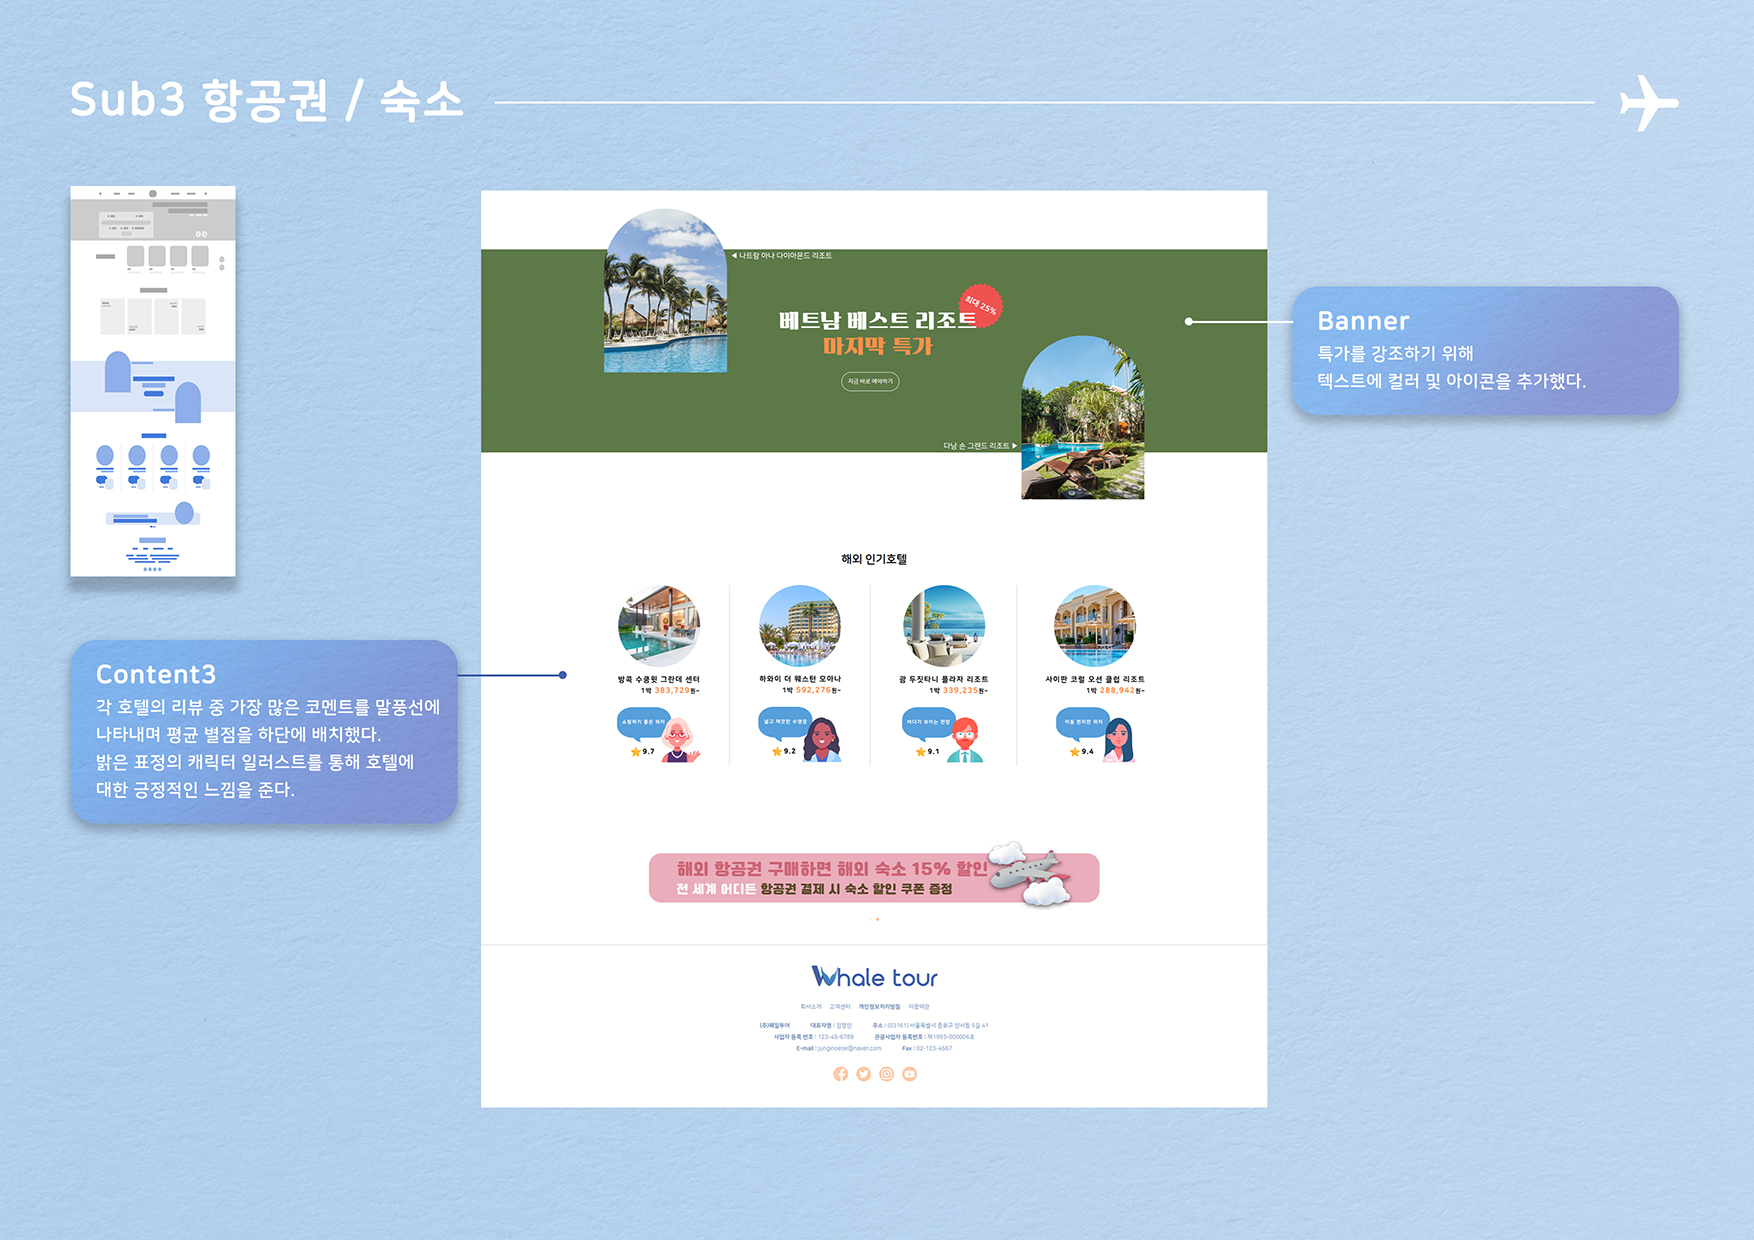 Sub3 항공권 / 숙소
◀ 나트랑 아나 다이아몬드 리조트
최대 25%
베트남 베스트 리조트
마지막 특가
지금 바로 예약하기
다낭 손 그랜드 리조트 ▶
Banner
특가를 강조하기 위해
텍스트에 컬러 및 아이콘을 추가했다.
해외 인기호텔
방콕 수쿰윗 그란데 센터
1박 383,729원~
쇼핑하기 좋은 위치
9.7
하와이 더 웨스턴 모아나
1박 592,276원~
넓고 깨끗한 수영장
9.2
괌 두짓타니 플라자 리조트
1박 339,235원~
바다가 보이는 전망
9.1
사이판 코럴 오션 클럽 리조트
1박 288,942원~
이동 편리한 위치
9.4
Content3
각 호텔의 리뷰 중 가장 많은 코멘트를 말풍선에
나타내며 평균 별점을 하단에 배치했다.
밝은 표정의 캐릭터 일러스트를 통해 호텔에
대한 긍정적인 느낌을 준다.
해외 항공권 구매하면 해외 숙소 15% 할인
전 세계 어디든 항공권 결제 시 숙소 할인 쿠폰 증정
Whale tour
회사소개 고객센터 개인정보처리방침 이용약관
(주)웨일투어 대표자명 : 김정인 주소 : (03161) 서울특별시 종로구 인사동 5길 41
사업자 등록 번호 : 123-45-6789 관광사업자 등록번호 : 제1993-000006호
E-mail : junginoeoe@naver.com Fax : 02-123-4567